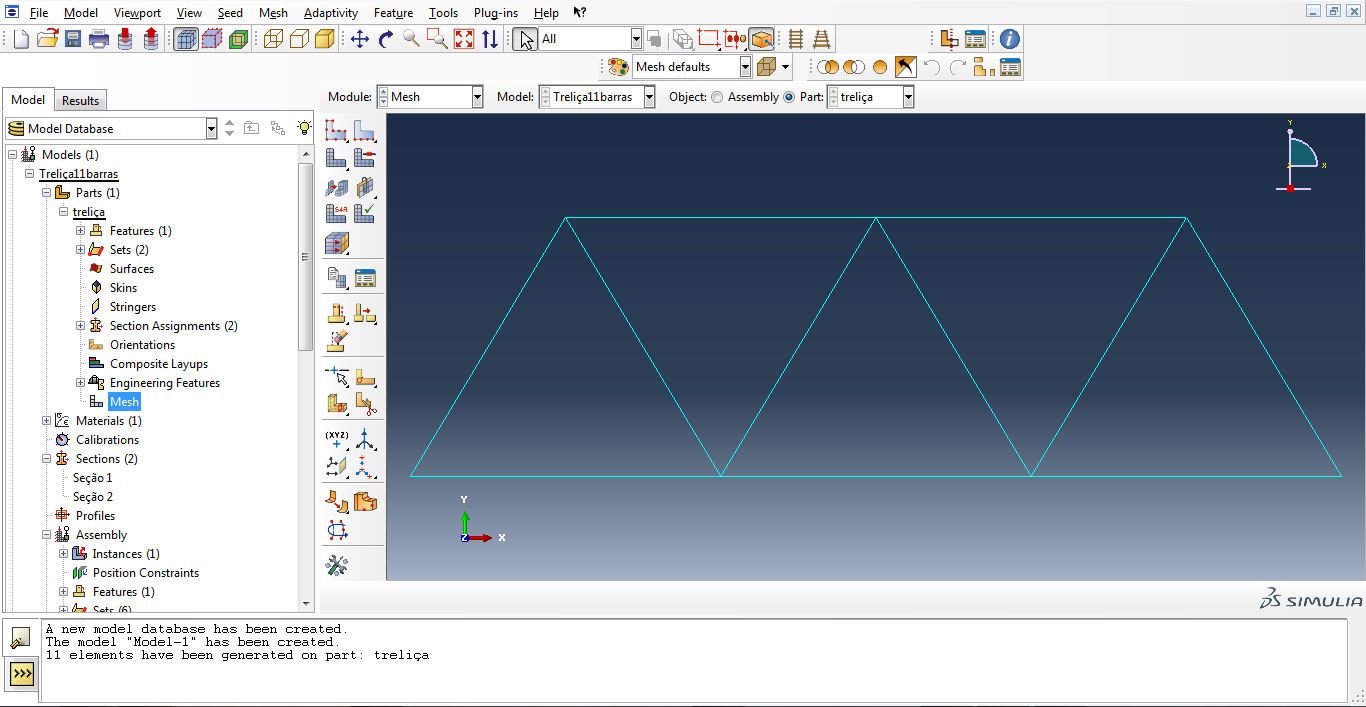 File Model Viewport View Seed Mesh Adaptivity Feature Tools Plug-ins Help
All
Mesh defaults
Model Results
Module: Mesh Model: Treliça11barras Object: Assembly Part: treliça
Model Database
Models (1)
Treliça11barras
Parts (1)
treliça
Features (1)
Sets (2)
Surfaces
Skins
Stringers
Section Assignments (2)
Orientations
Composite Layups
Engineering Features
Mesh
Materials (1)
Calibrations
Sections (2)
Seção 1
Seção 2
Profiles
Assembly
Instances (1)
Position Constraints
Features (1)
Sets (6)
S4R
(XYZ)
Y
X
Y
Z
X
SIMULIA
A new model database has been created.
The model "Model-1" has been created.
11 elements have been generated on part: treliça
>>>